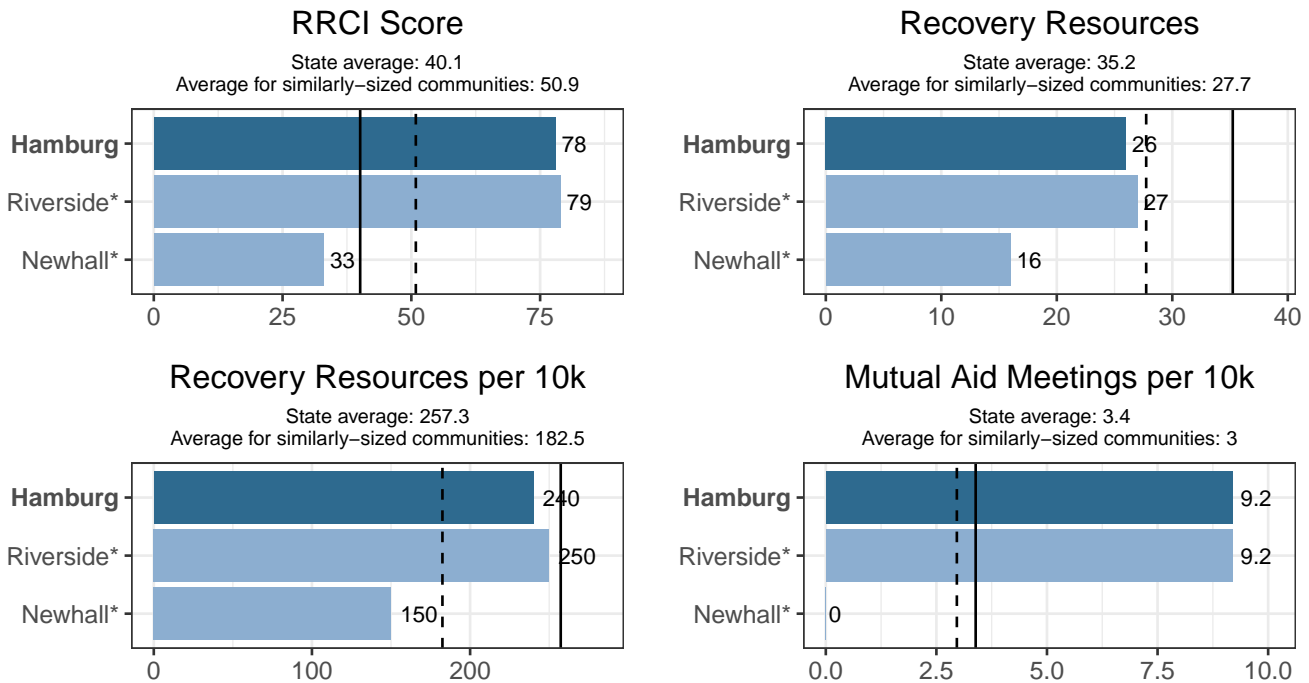 RRCI Score
State average: 40.1
Average for similarly−sized communities: 50.9
Hamburg 78
Riverside* 79
Newhall* 33
0 25 50 75
Recovery Resources
State average: 35.2
Average for similarly−sized communities: 27.7
Hamburg 26
Riverside* 27
Newhall* 16
0 10 20 30 40
Recovery Resources per 10k
State average: 257.3
Average for similarly−sized communities: 182.5
Hamburg 240
Riverside* 250
Newhall* 150
0 100 200
Mutual Aid Meetings per 10k
State average: 3.4
Average for similarly−sized communities: 3
Hamburg 9.2
Riverside* 9.2
Newhall* 0
0.0 2.5 5.0 7.5 10.0